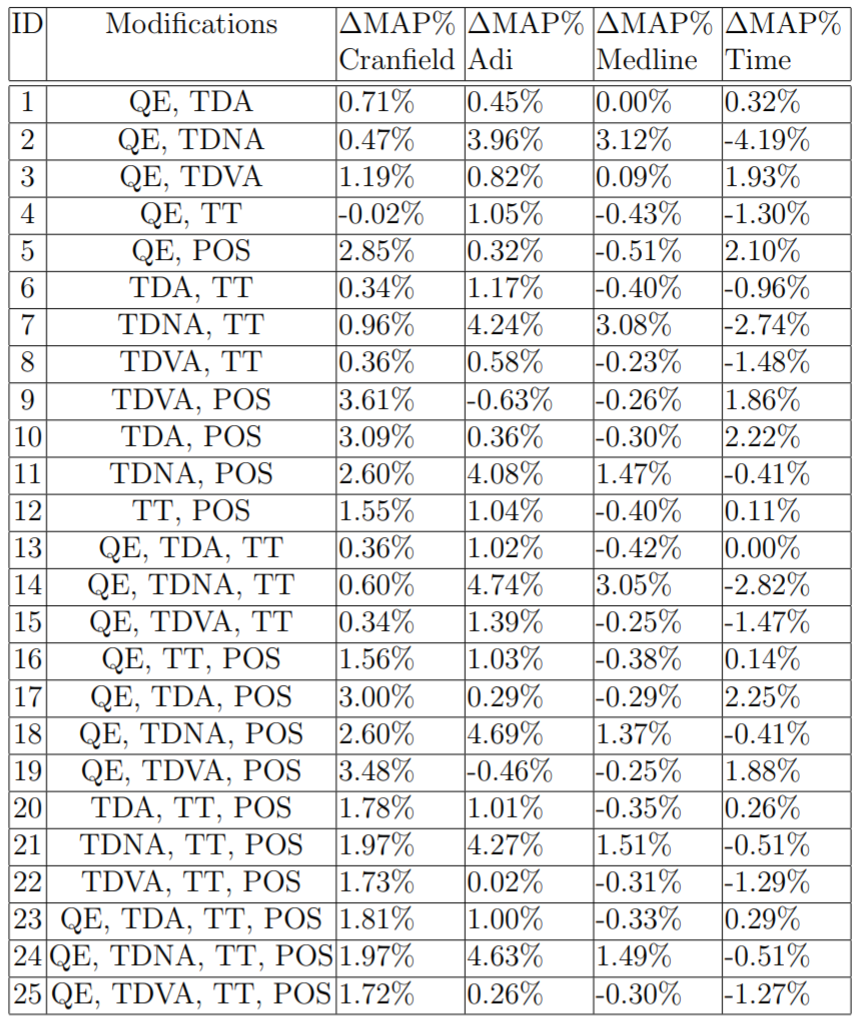 ID Modifications ΔMAP% ΔMAP% ΔMAP% ΔMAP%
Cranfield Adi Medline Time
1 QE, TDA 0.71% 0.45% 0.00% 0.32%
2 QE, TDNA 0.47% 3.96% 3.12% -4.19%
3 QE, TDVA 1.19% 0.82% 0.09% 1.93%
4 QE, TT -0.02% 1.05% -0.43% -1.30%
5 QE, POS 2.85% 0.32% -0.51% 2.10%
6 TDA, TT 0.34% 1.17% -0.40% -0.96%
7 TDNA, TT 0.96% 4.24% 3.08% -2.74%
8 TDVA, TT 0.36% 0.58% -0.23% -1.48%
9 TDVA, POS 3.61% -0.63% -0.26% 1.86%
10 TDA, POS 3.09% 0.36% -0.30% 2.22%
11 TDNA, POS 2.60% 4.08% 1.47% -0.41%
12 TT, POS 1.55% 1.04% -0.40% 0.11%
13 QE, TDA, TT 0.36% 1.02% -0.42% 0.00%
14 QE, TDNA, TT 0.60% 4.74% 3.05% -2.82%
15 QE, TDVA, TT 0.34% 1.39% -0.25% -1.47%
16 QE, TT, POS 1.56% 1.03% -0.38% 0.14%
17 QE, TDA, POS 3.00% 0.29% -0.29% 2.25%
18 QE, TDNA, POS 2.60% 4.69% 1.37% -0.41%
19 QE, TDVA, POS 3.48% -0.46% -0.25% 1.88%
20 TDA, TT, POS 1.78% 1.01% -0.35% 0.26%
21 TDNA, TT, POS 1.97% 4.27% 1.51% -0.51%
22 TDVA, TT, POS 1.73% 0.02% -0.31% -1.29%
23 QE, TDA, TT, POS 1.81% 1.00% -0.33% 0.29%
24 QE, TDNA, TT, POS 1.97% 4.63% 1.49% -0.51%
25 QE, TDVA, TT, POS 1.72% 0.26% -0.30% -1.27%